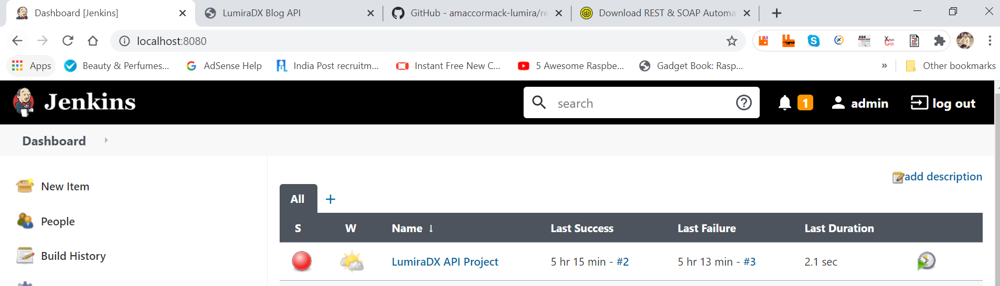 Dashboard [Jenkins]
LumiraDX Blog API
GitHub - amaccormack-lumira/re
Download REST & SOAP Automa
localhost:8080
Apps
Beauty & Perfumes...
AdSense Help
India Post recruitm...
Instant Free New C...
5 Awesome Raspbe...
Gadget Book: Rasp...
»
Other bookmarks
Jenkins
search
1
admin
log out
Dashboard
New Item
People
Build History
add description
All +
S W Name ↓ Last Success Last Failure Last Duration
LumiraDX API Project 5 hr 15 min - #2 5 hr 13 min - #3 2.1 sec